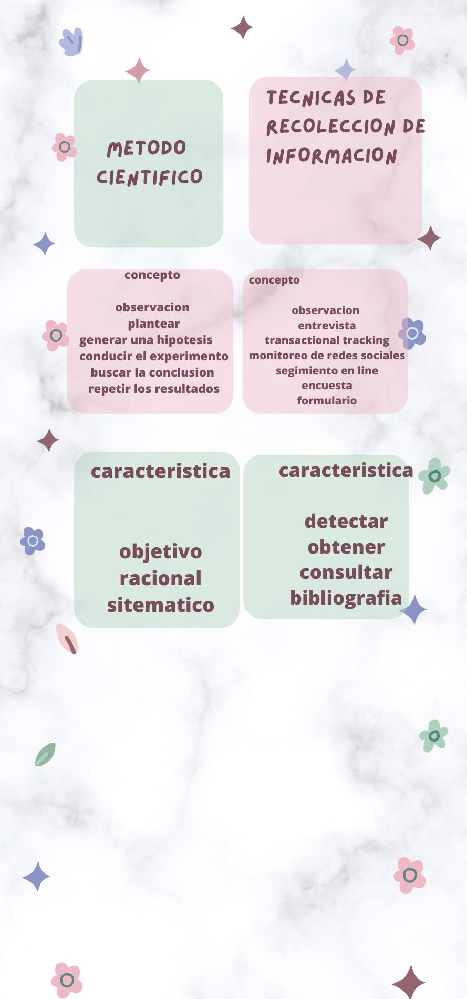 METODO
CIENTIFICO
TECNICAS DE
RECOLECCION DE
INFORMACION
concepto
observacion
plantear
generar una hipotesis
conducir el experimento
buscar la conclusion
repetir los resultados
concepto
observacion
entrevista
transactional tracking
monitoreo de redes sociales
segimiento en line
encuesta
formulario
caracteristica
objetivo
racional
sitematico
caracteristica
detectar
obtener
consultar
bibliografia